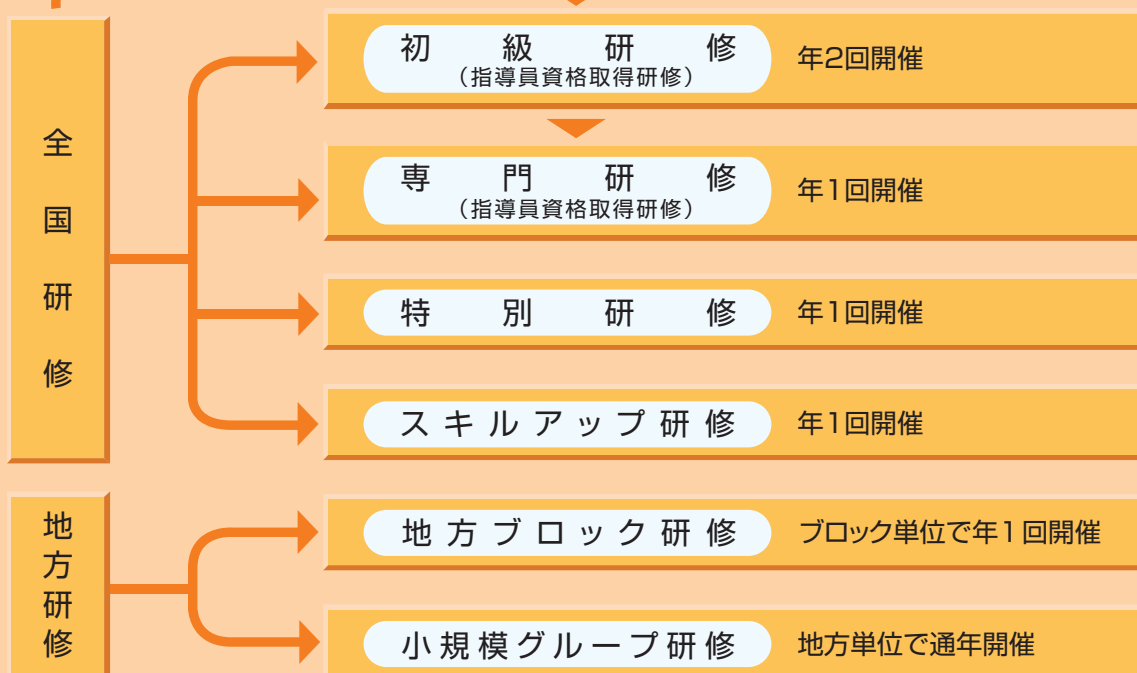 全国研修
初級研修
（指導員資格取得研修）
年2回開催
専門研修
（指導員資格取得研修）
年1回開催
特別研修
年1回開催
スキルアップ研修
年1回開催
地方研修
地方ブロック研修
ブロック単位で年1回開催
小規模グループ研修
地方単位で通年開催